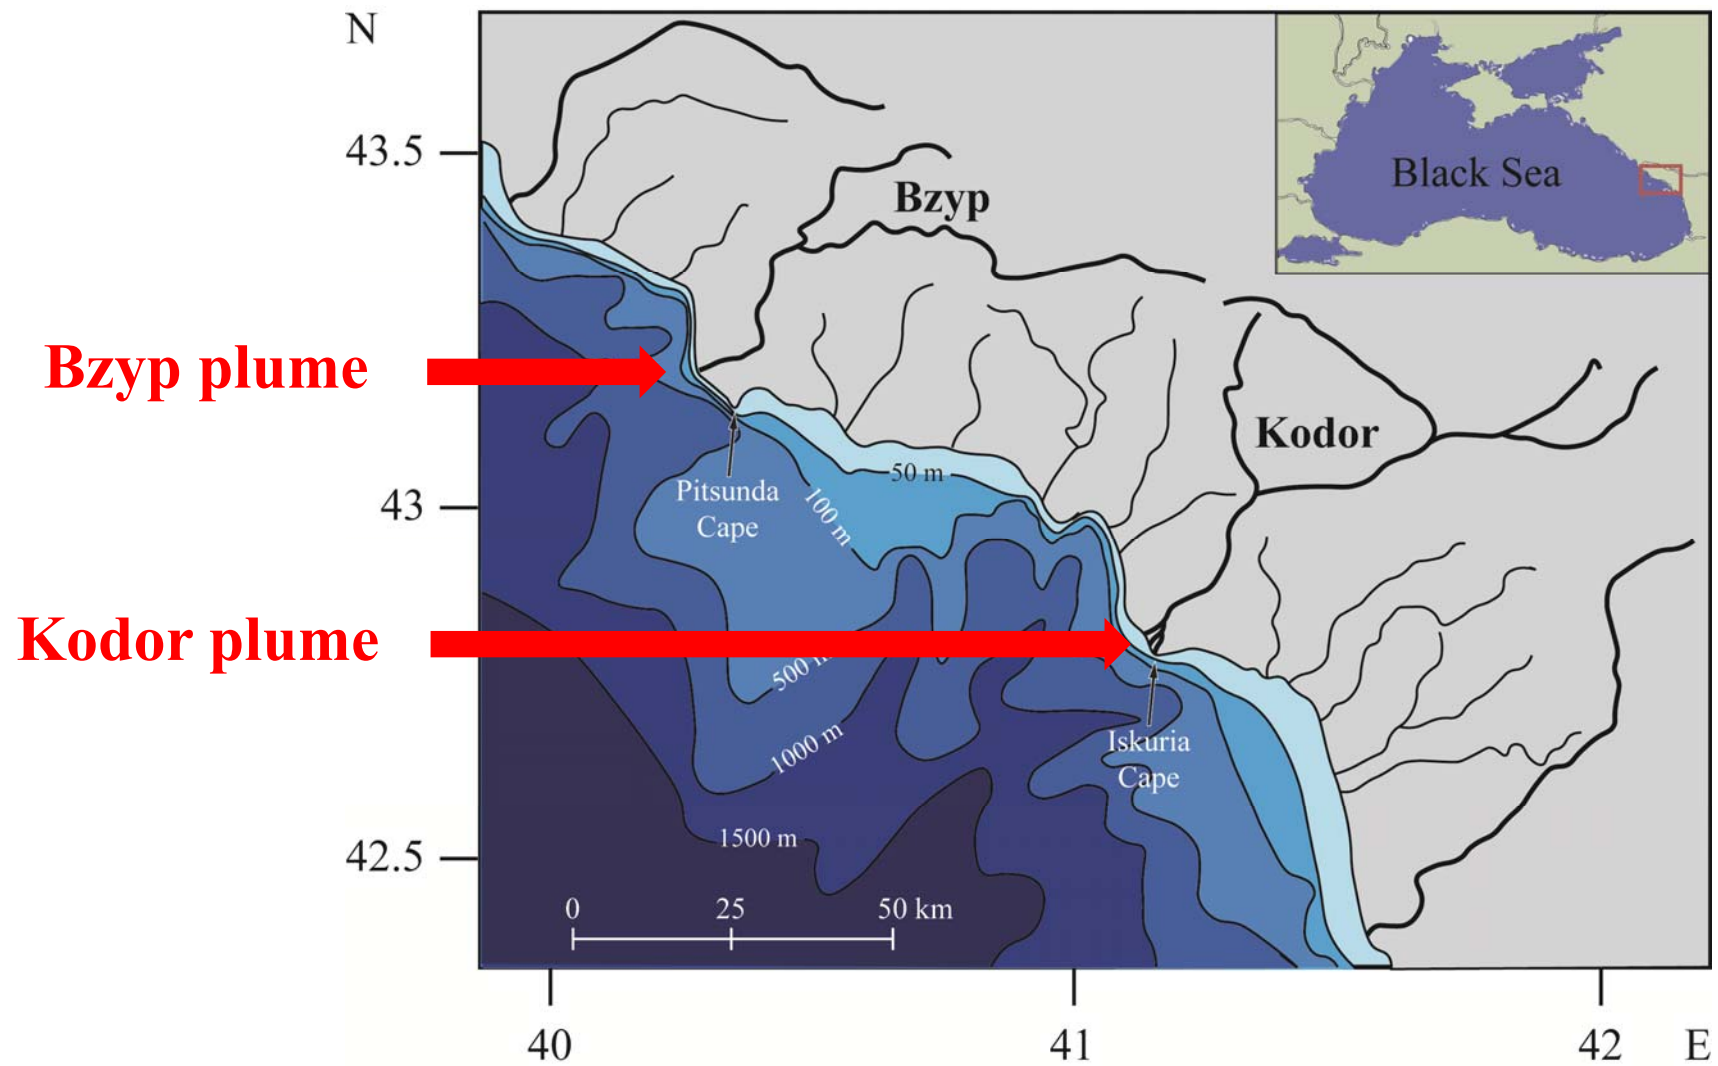 N
43.5
43
42.5
Bzyp plume
Kodor plume
Bzyp
Kodor
Black Sea
Pitsunda
Cape
50 m
100 m
500 m
1000 m
1500 m
Iskuria
Cape
0 25 50 km
40 41 42 E